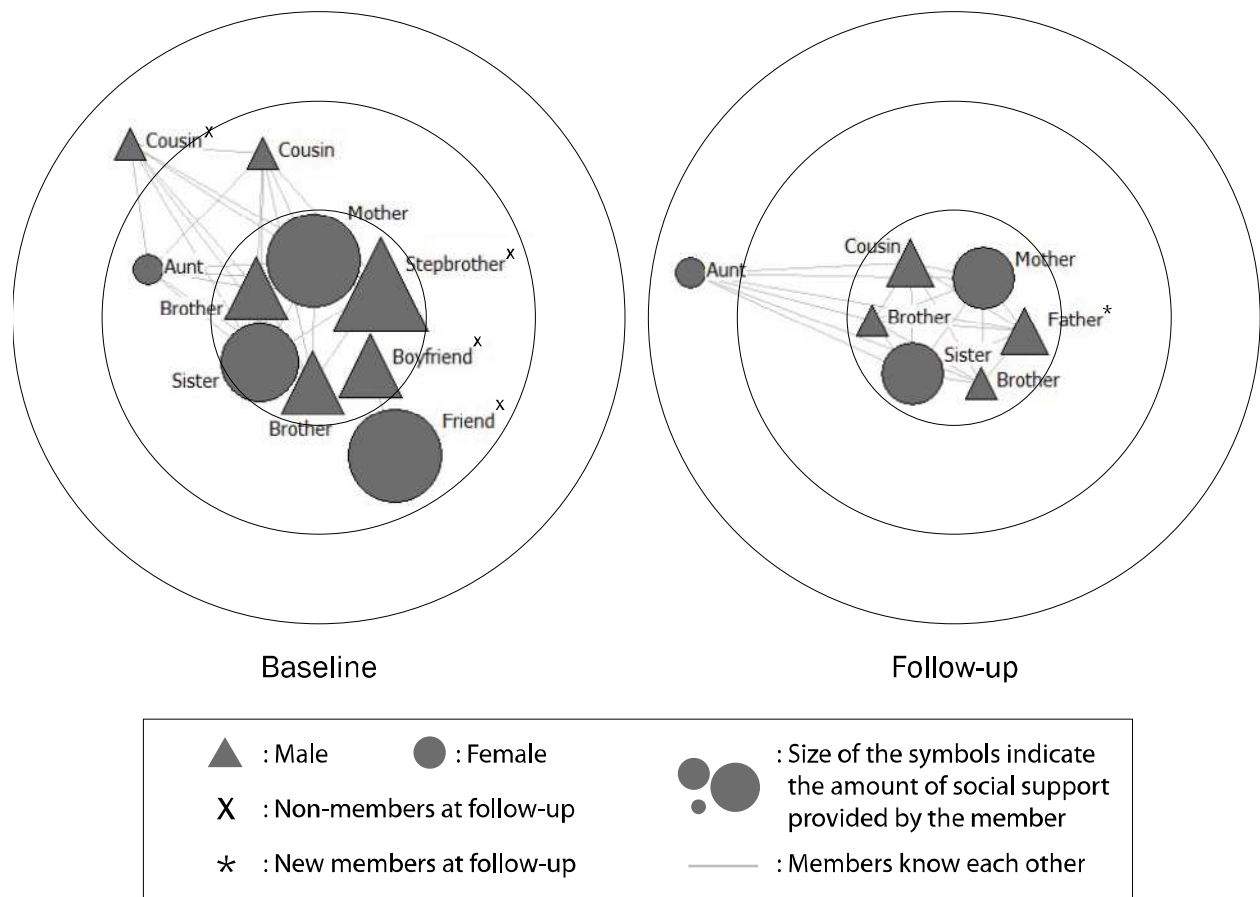 Cousin x
Cousin
Mother
Stepbrother x
Aunt
Brother
Boyfriend x
Sister
Brother
Friend x
Cousin
Mother
Aunt
Brother
Father *
Sister
Brother
Baseline
Follow-up
: Male
: Female
X : Non-members at follow-up
* : New members at follow-up
: Size of the symbols indicate
the amount of social support
provided by the member
: Members know each other